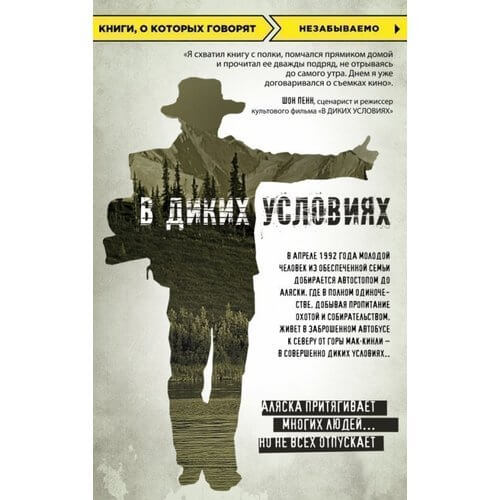 КНИГИ, О КОТОРЫХ ГОВОРЯТ НЕЗАБЫВАЕМО
«Я схватил книгу с полки, помчался прямиком домой
и прочитал ее дважды подряд, не отрываясь
до самого утра. Днем я уже
договаривался о съемках кино».
ШОН ПЕНН, сценарист и режиссер
культового фильма «В ДИКИХ УСЛОВИЯХ»
В ДИКИХ УСЛОВИЯХ
В АПРЕЛЕ 1992 ГОДА МОЛОДОЙ
ЧЕЛОВЕК ИЗ ОБЕСПЕЧЕННОЙ СЕМЬИ
ДОБИРАЕТСЯ АВТОСТОПОМ ДО
АЛЯСКИ, ГДЕ В ПОЛНОМ ОДИНОЧЕ-
СТВЕ, ДОБЫВАЯ ПРОПИТАНИЕ
ОХОТОЙ И СОБИРАТЕЛЬСТВОМ,
ЖИВЕТ В ЗАБРОШЕННОМ АВТОБУСЕ
К СЕВЕРУ ОТ ГОРЫ МАК-КИНЛИ –
В СОВЕРШЕННО ДИКИХ УСЛОВИЯХ...
АЛЯСКА ПРИТЯГИВАЕТ
МНОГИХ ЛЮДЕЙ...
НО НЕ ВСЕХ ОТПУСКАЕТ